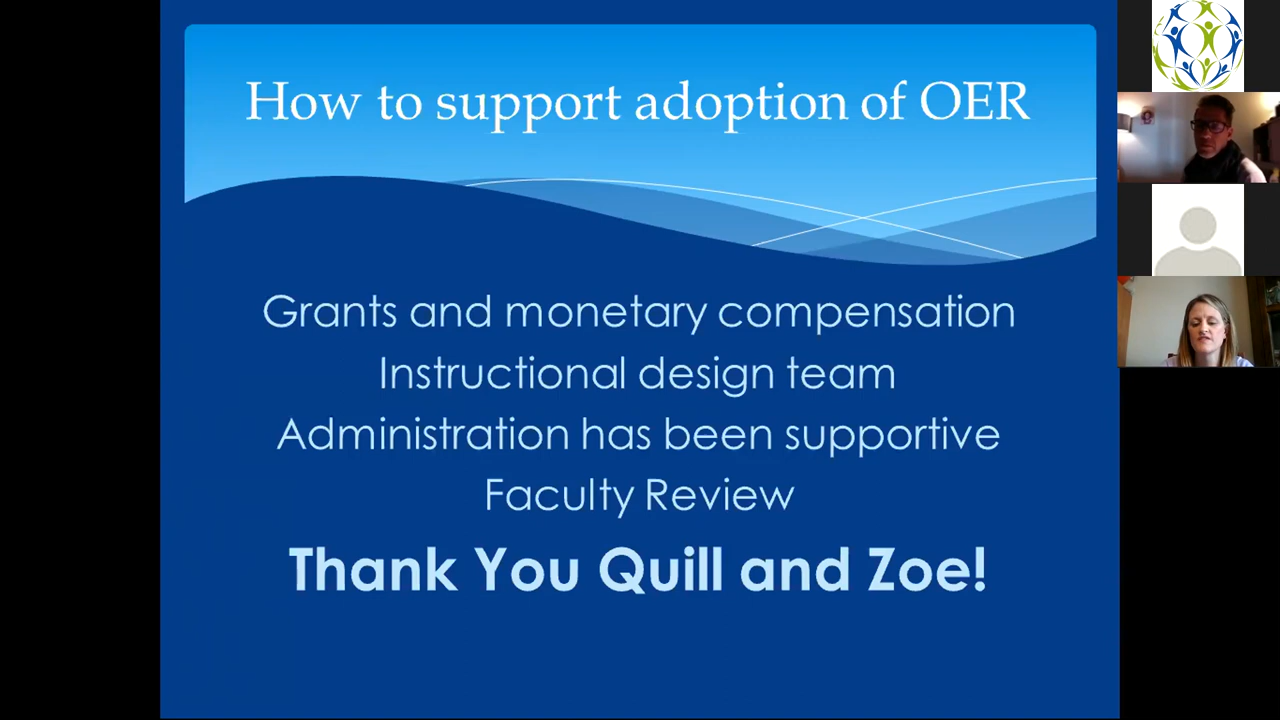 How to support adoption of OER
Grants and monetary compensation
Instructional design team
Administration has been supportive
Faculty Review
Thank You Quill and Zoe!